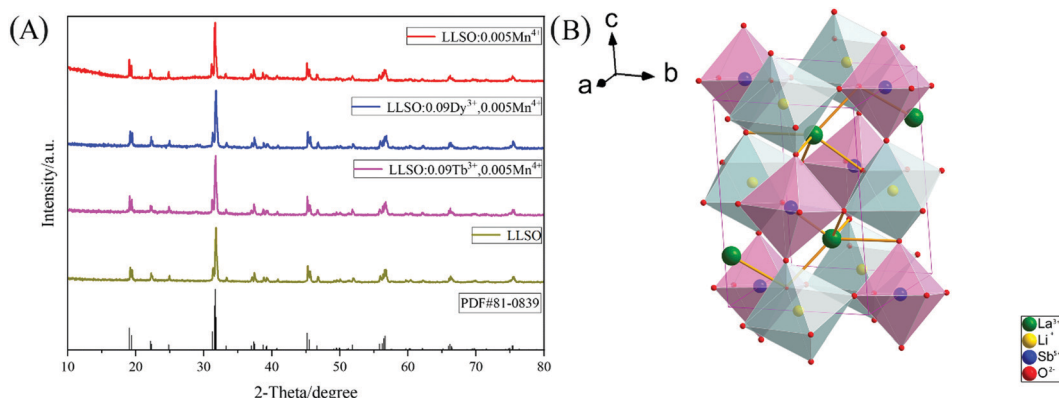 (A)
LLSO:0.005Mn⁴⁺
LLSO:0.09Dy³⁺,0.005Mn⁴⁺
LLSO:0.09Tb³⁺,0.005Mn⁴⁺
LLSO
PDF#81-0839
Intensity/a.u.
10 20 30 40 50 60 70 80
2-Theta/degree
(B)
c
b
a
La³⁺
Li⁺
Sb⁵⁺
O²⁻